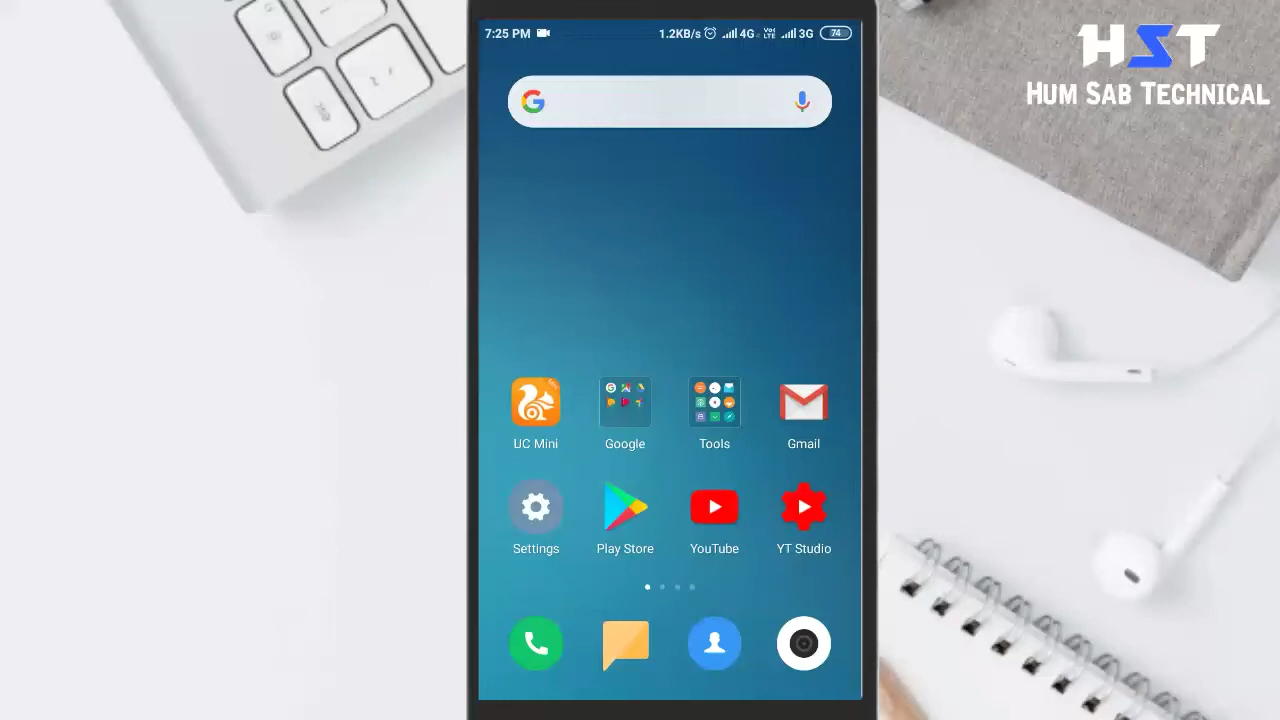 HST
HUM SAB TECHNICAL
7:25 PM 1.2KB/s 4G VoLTE 3G 74
UC Mini Google Tools Gmail
Settings Play Store YouTube YT Studio